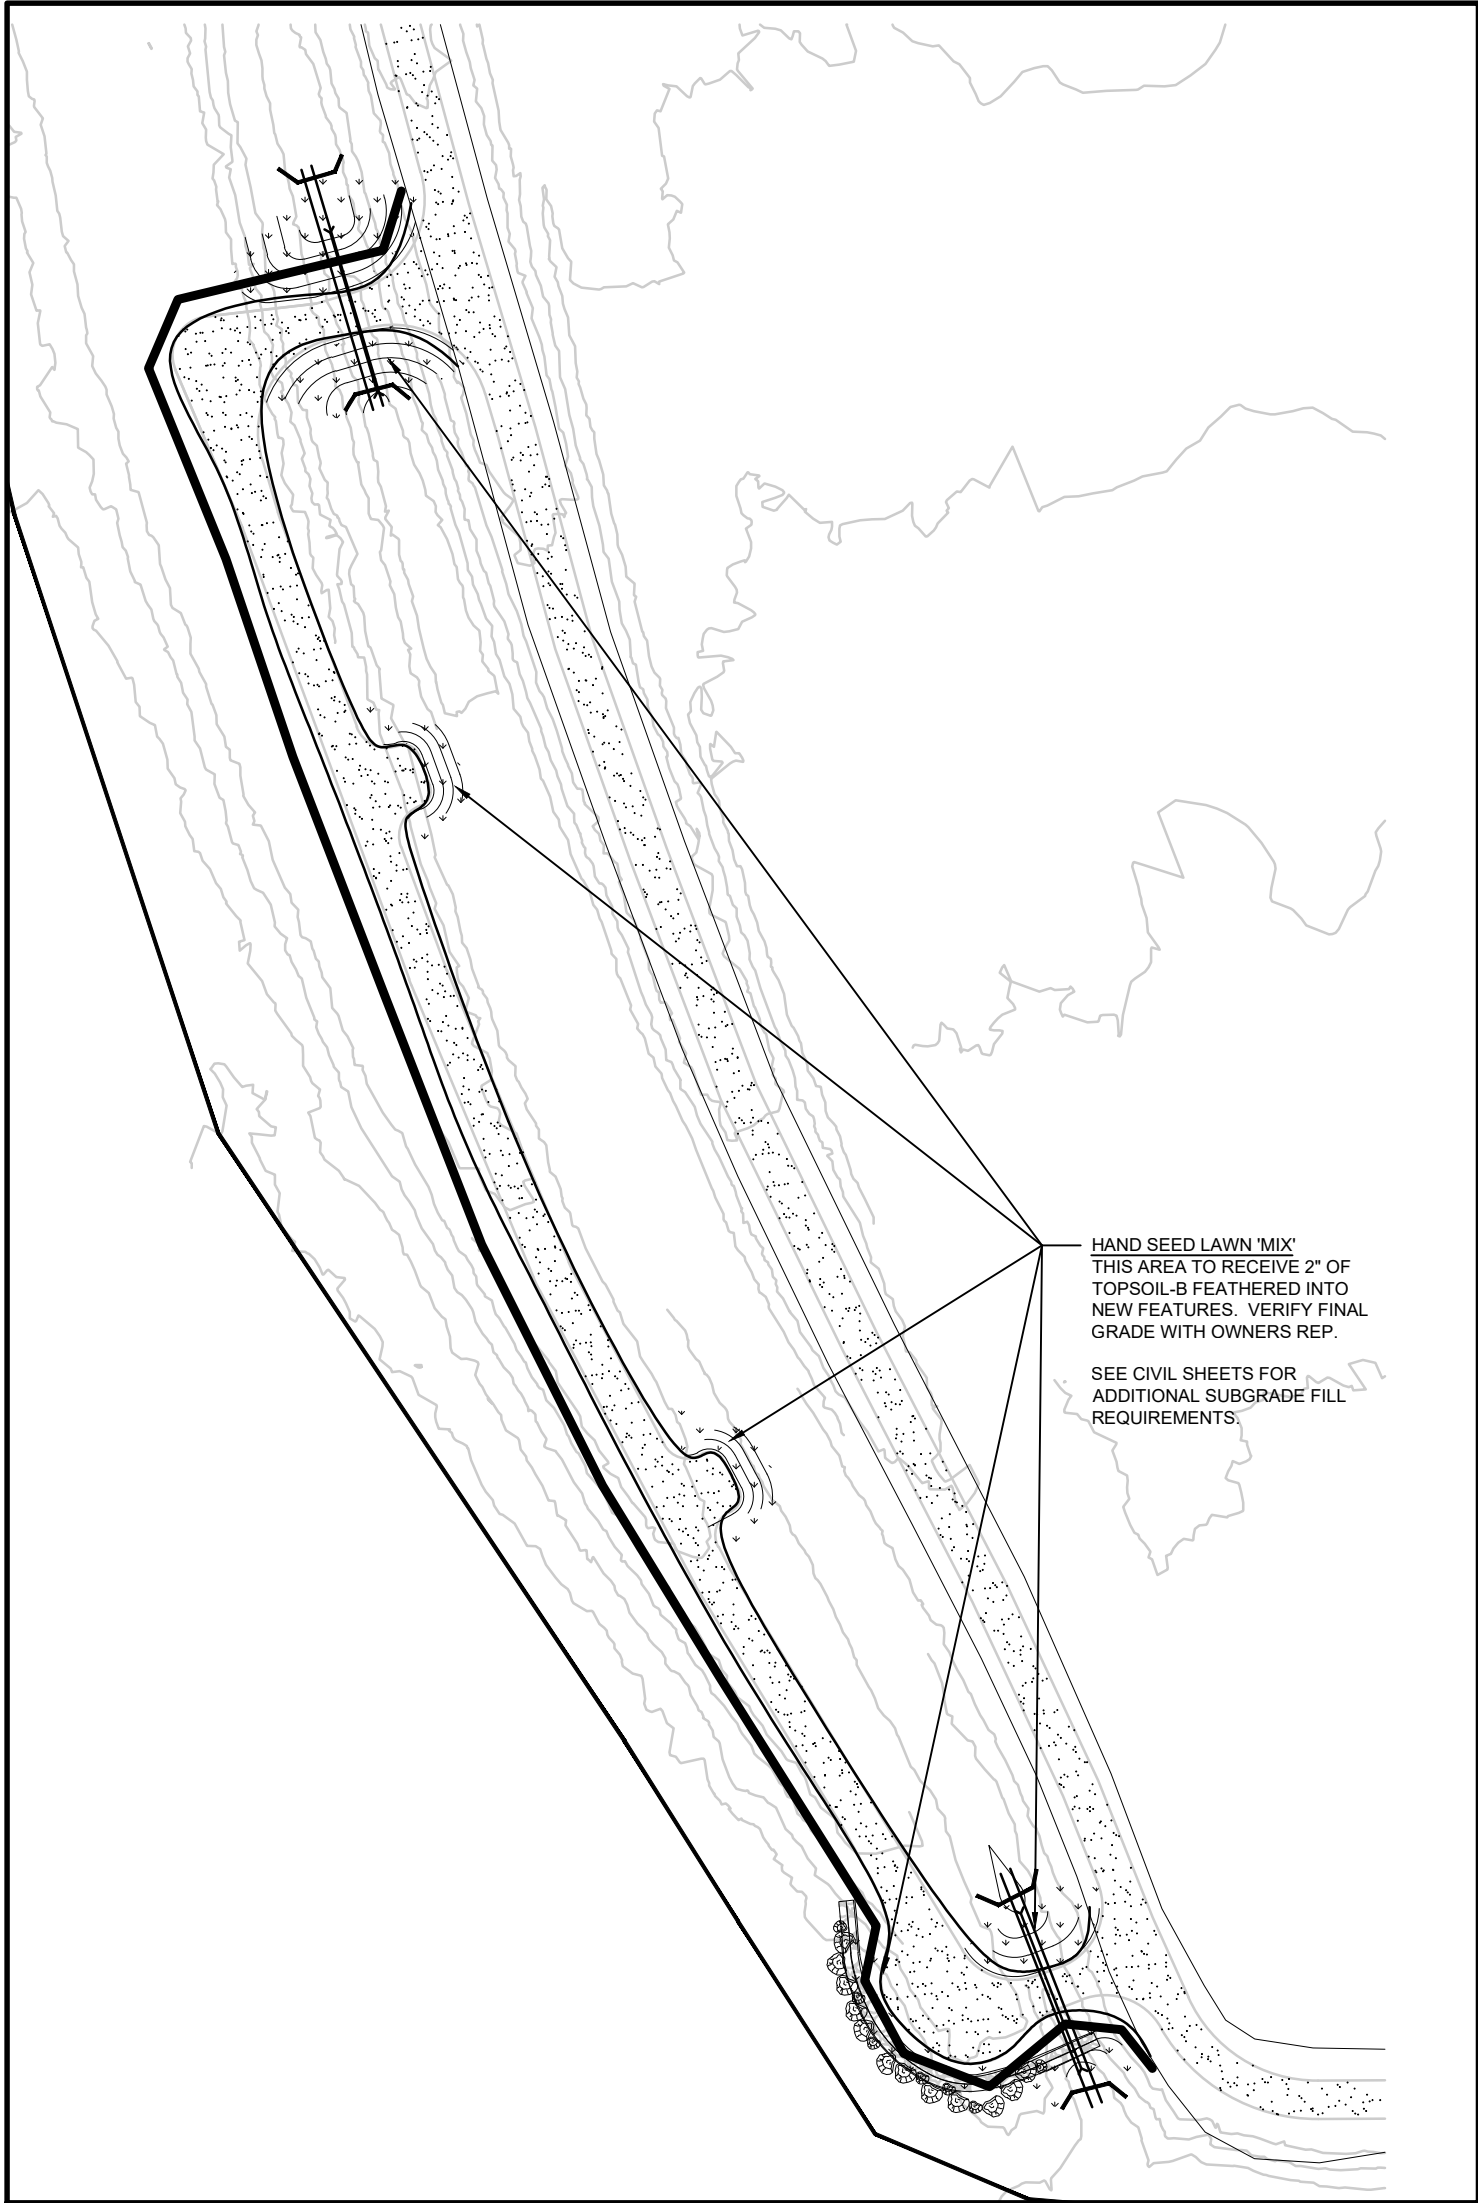 HAND SEED LAWN 'MIX'
THIS AREA TO RECEIVE 2" OF
TOPSOIL-B FEATHERED INTO
NEW FEATURES.  VERIFY FINAL
GRADE WITH OWNERS REP.
SEE CIVIL SHEETS FOR
ADDITIONAL SUBGRADE FILL
REQUIREMENTS.